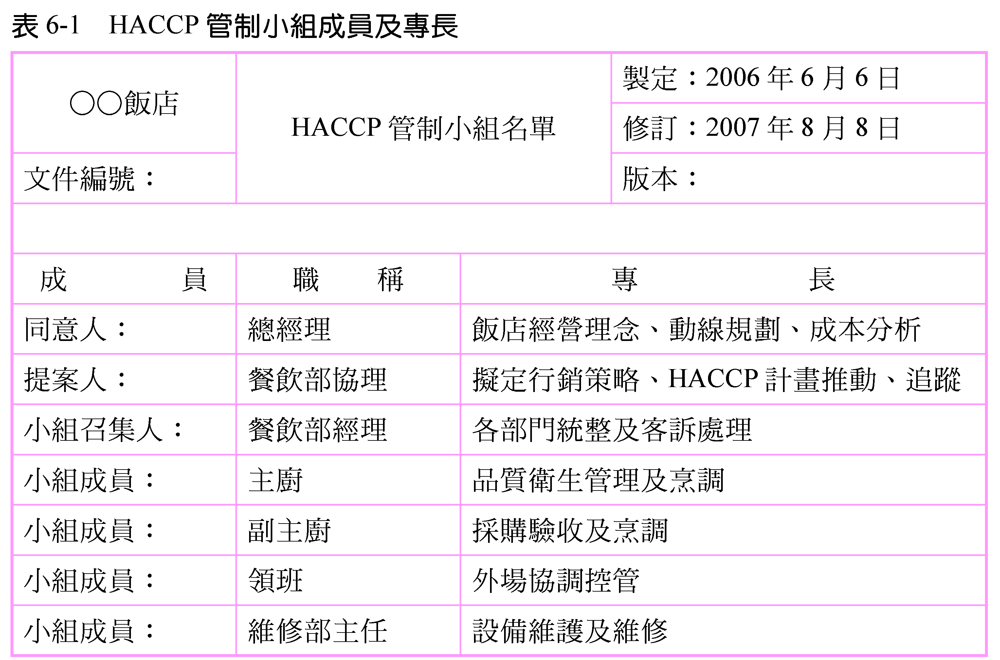 表 6-1　HACCP 管制小組成員及專長
○○飯店
HACCP 管制小組名單
製定：2006 年 6 月 6 日
修訂：2007 年 8 月 8 日
文件編號：
版本：
成員 職稱 專長
同意人： 總經理 飯店經營理念、動線規劃、成本分析
提案人： 餐飲部協理 擬定行銷策略、HACCP 計畫推動、追蹤
小組召集人： 餐飲部經理 各部門統整及客訴處理
小組成員： 主廚 品質衛生管理及烹調
小組成員： 副主廚 採購驗收及烹調
小組成員： 領班 外場協調控管
小組成員： 維修部主任 設備維護及維修